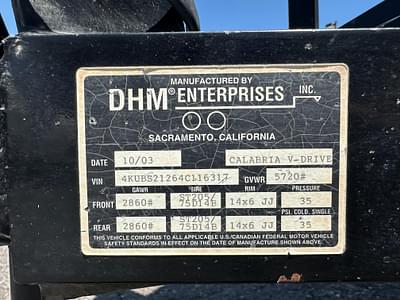 MANUFACTURED BY
DHM® ENTERPRISES INC.
SACRAMENTO, CALIFORNIA
DATE 10/03 CALABRIA V-DRIVE
VIN 4KUBS21264C116317 GVWR 5720#
GAWR TIRE RIM PRESSURE
FRONT 2860# ST205/75D14B 14x6 JJ 35
PSI. COLD. SINGLE
REAR 2860# ST205/75D14B 14x6 JJ 35
THIS VEHICLE CONFORMS TO ALL APPLICABLE U.S./CANADIAN FEDERAL MOTOR VEHICLE
SAFETY STANDARDS IN EFFECT ON THE DATE OF MANUFACTURE SHOWN ABOVE.